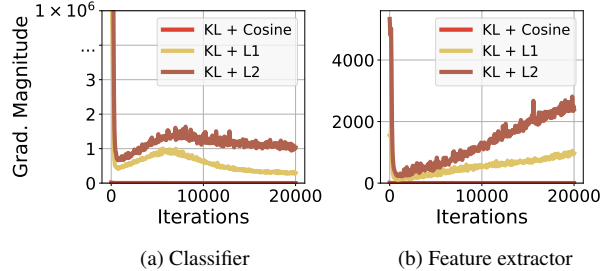 1 × 10⁶
...
3
2
1
0
Grad. Magnitude
KL + Cosine
KL + L1
KL + L2
0 10000 20000
Iterations
(a) Classifier
4000
2000
0
KL + Cosine
KL + L1
KL + L2
0 10000 20000
Iterations
(b) Feature extractor